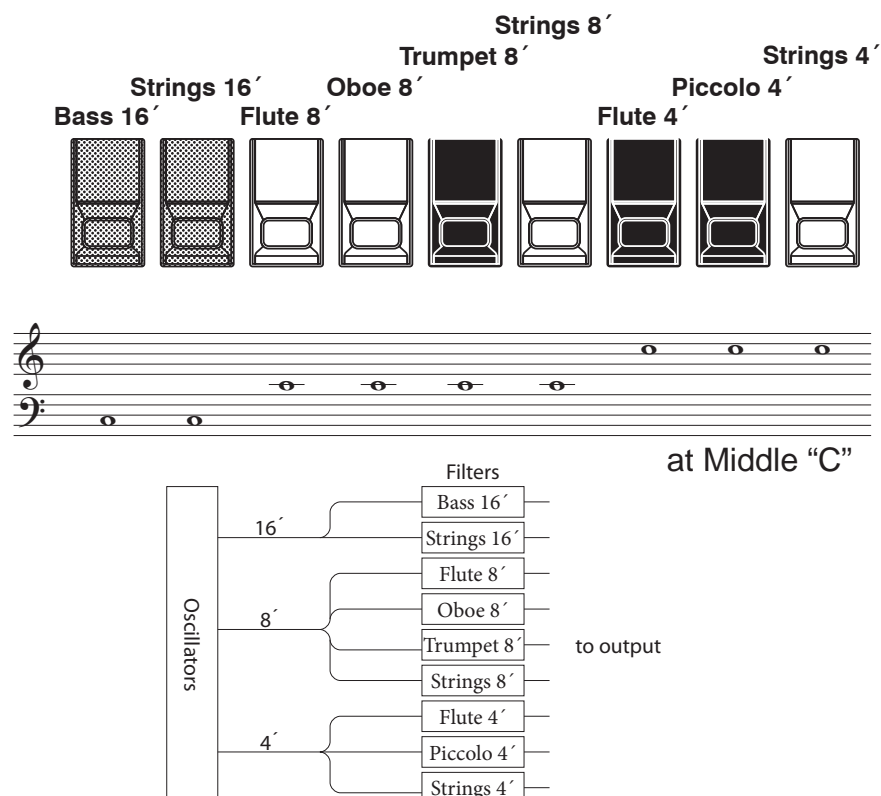 Strings 8´
Trumpet 8´
Strings 4´
Strings 16´
Oboe 8´
Piccolo 4´
Bass 16´
Flute 8´
Flute 4´
at Middle “C”
Filters
Oscillators
16´
8´
4´
Bass 16´
Strings 16´
Flute 8´
Oboe 8´
Trumpet 8´
Strings 8´
Flute 4´
Piccolo 4´
Strings 4´
to output